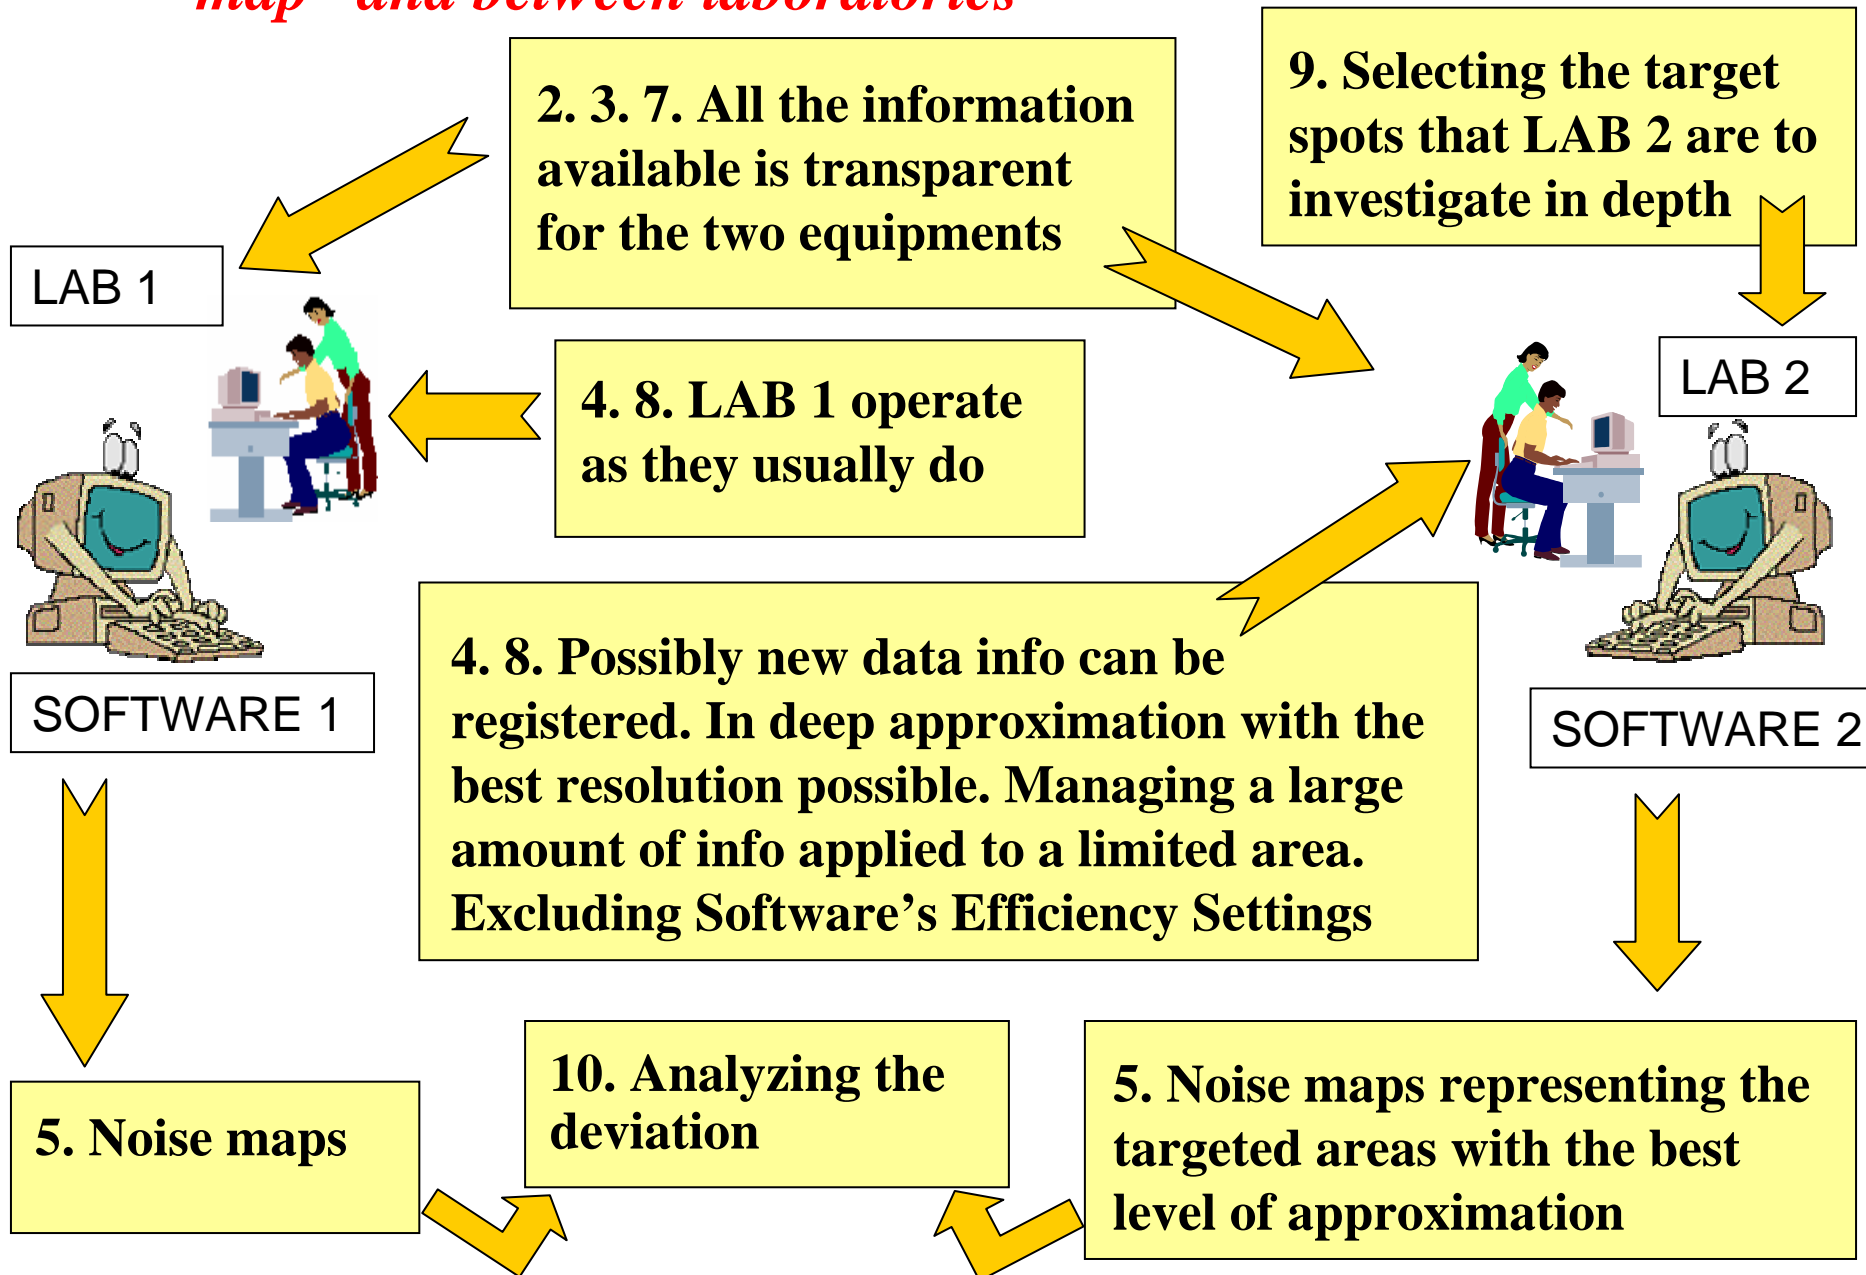 map" and between laboratories
2. 3. 7. All the information
available is transparent
for the two equipments
9. Selecting the target
spots that LAB 2 are to
investigate in depth
LAB 1
LAB 2
4. 8. LAB 1 operate
as they usually do
4. 8. Possibly new data info can be
registered. In deep approximation with the
best resolution possible. Managing a large
amount of info applied to a limited area.
Excluding Software’s Efficiency Settings
SOFTWARE 1
SOFTWARE 2
5. Noise maps
10. Analyzing the
deviation
5. Noise maps representing the
targeted areas with the best
level of approximation